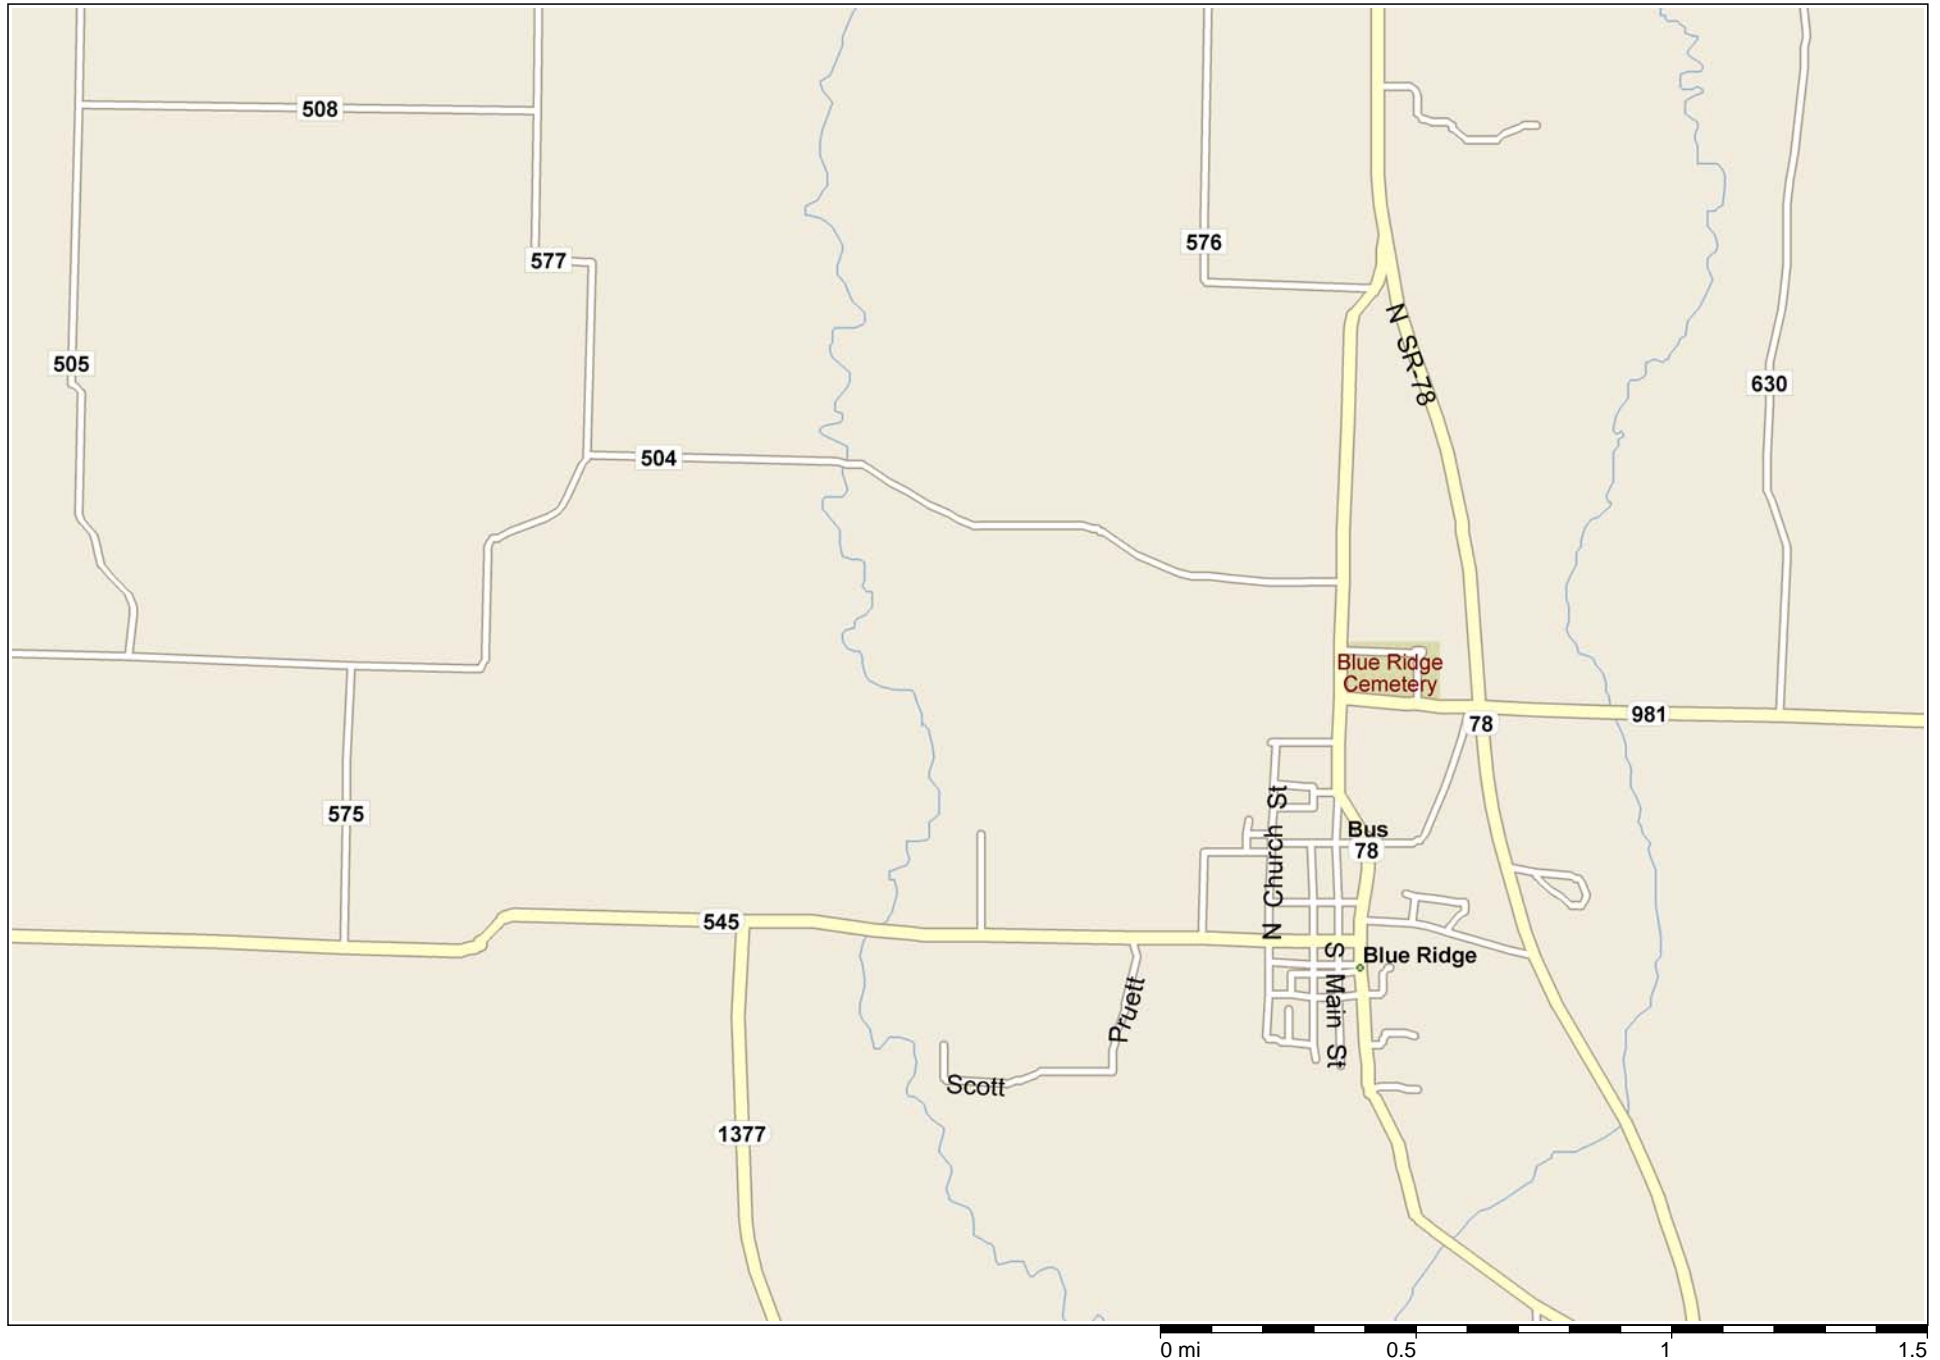 508
576
577
N SR-78
505
630
504
Blue Ridge
Cemetery
981
78
575
N Church St
Bus
78
545
S Main St
Blue Ridge
Pruett
Scott
1377
0 mi 0.5 1 1.5